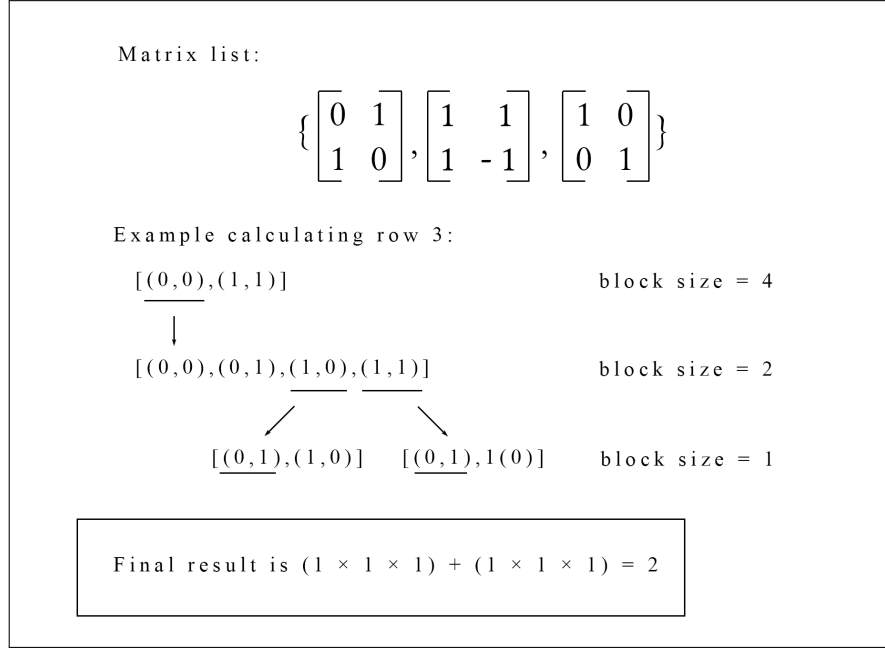 Matrix list:
{[0 1
1 0], [1 1
1 -1], [1 0
0 1]}
Example calculating row 3:
[(0,0),(1,1)] block size = 4
[(0,0),(0,1),(1,0),(1,1)] block size = 2
[(0,1),(1,0)] [(0,1),1(0)] block size = 1
Final result is (1 × 1 × 1) + (1 × 1 × 1) = 2